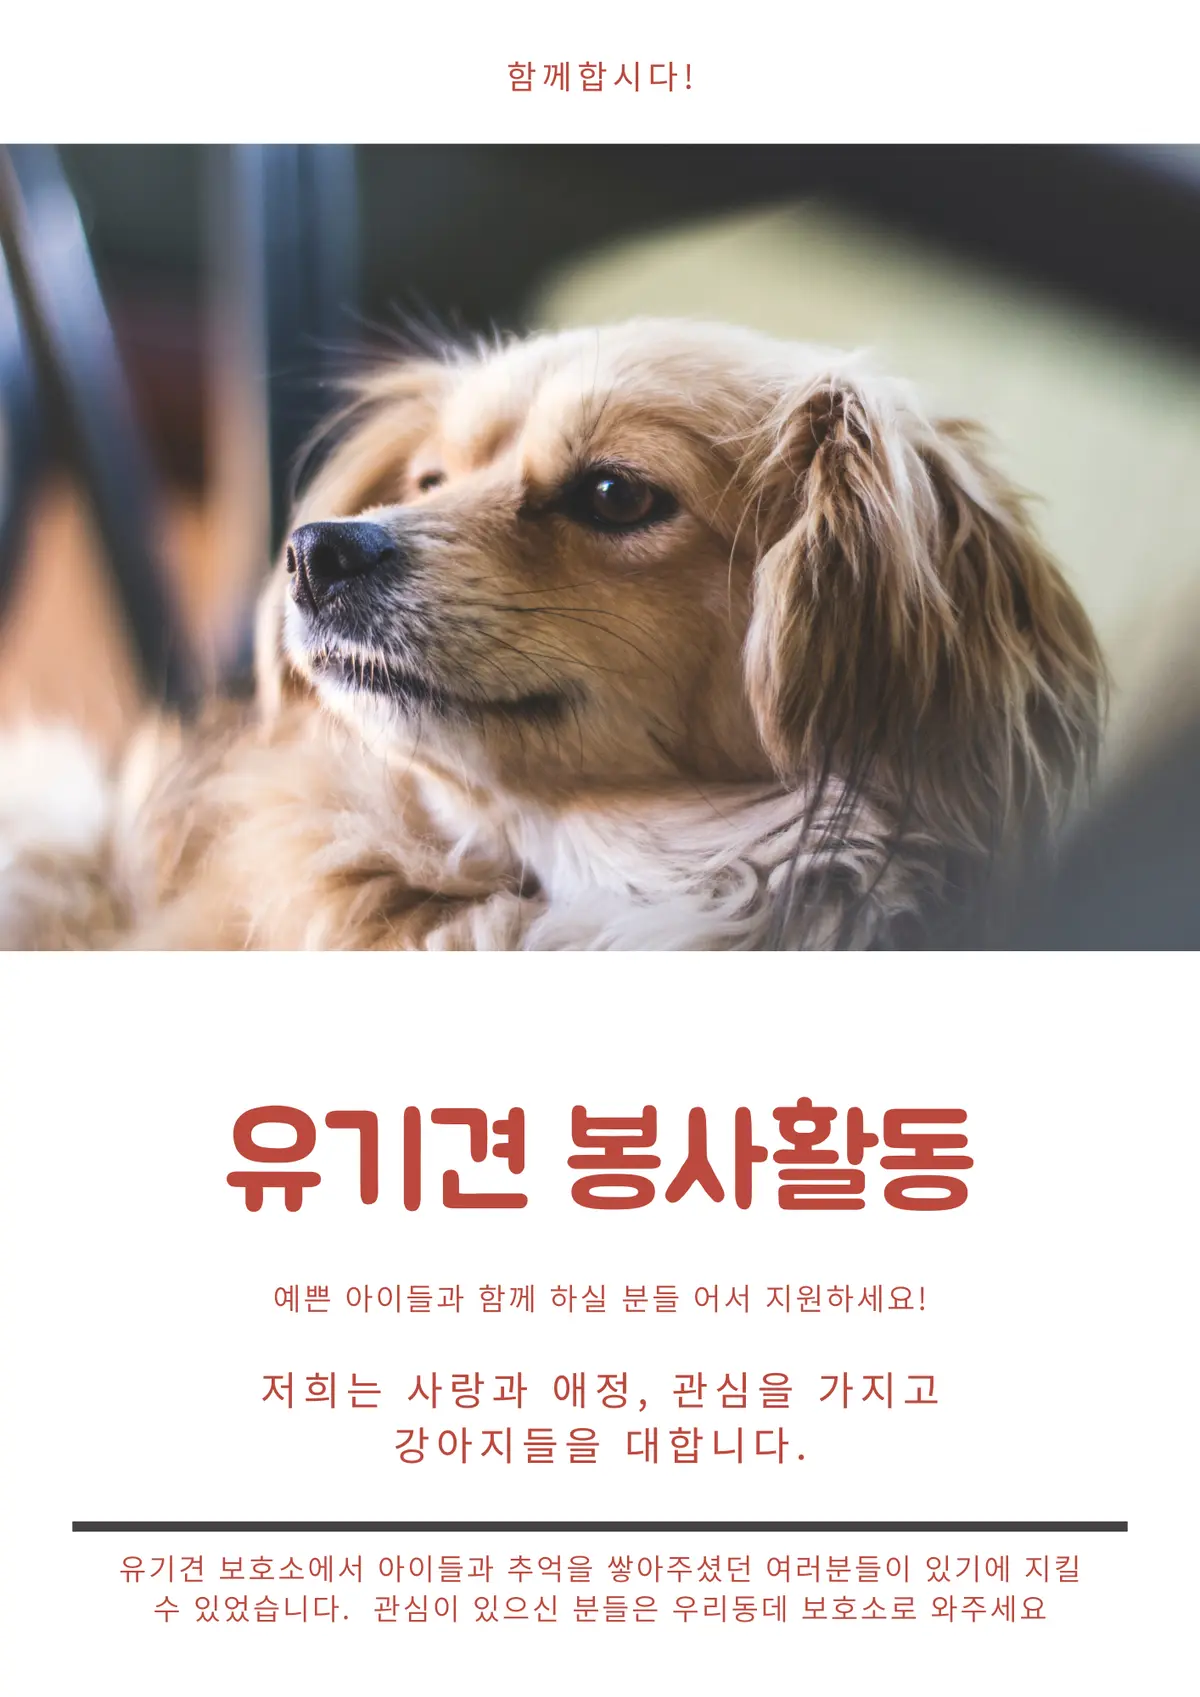 함께합시다!
유기견 봉사활동
예쁜 아이들과 함께 하실 분들 어서 지원하세요!
저희는 사랑과 애정, 관심을 가지고
강아지들을 대합니다.
유기견 보호소에서 아이들과 추억을 쌓아주셨던 여러분들이 있기에 지킬
수 있었습니다. 관심이 있으신 분들은 우리동데 보호소로 와주세요